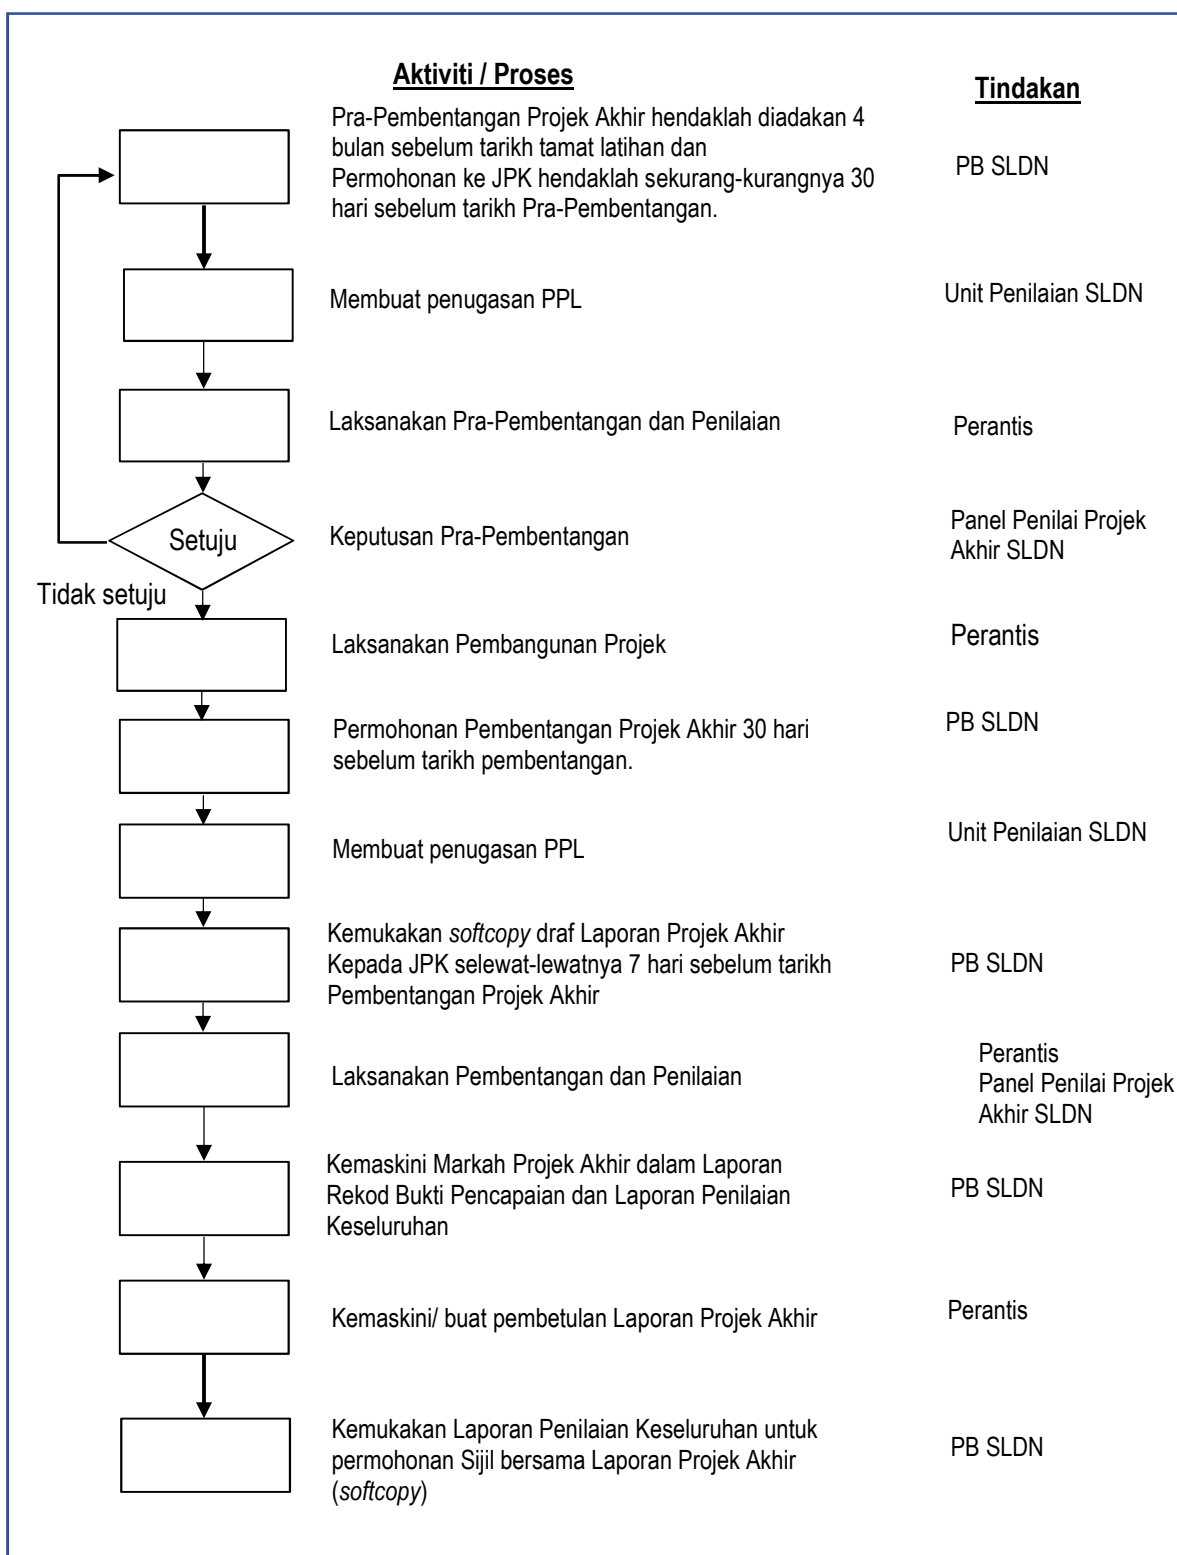 Aktiviti / Proses
Tindakan
Pra-Pembentangan Projek Akhir hendaklah diadakan 4
bulan sebelum tarikh tamat latihan dan
Permohonan ke JPK hendaklah sekurang-kurangnya 30
hari sebelum tarikh Pra-Pembentangan.
PB SLDN
Membuat penugasan PPL
Unit Penilaian SLDN
Laksanakan Pra-Pembentangan dan Penilaian
Perantis
Setuju
Keputusan Pra-Pembentangan
Panel Penilai Projek
Akhir SLDN
Tidak setuju
Laksanakan Pembangunan Projek
Perantis
Permohonan Pembentangan Projek Akhir 30 hari
sebelum tarikh pembentangan.
PB SLDN
Membuat penugasan PPL
Unit Penilaian SLDN
Kemukakan softcopy draf Laporan Projek Akhir
Kepada JPK selewat-lewatnya 7 hari sebelum tarikh
Pembentangan Projek Akhir
PB SLDN
Laksanakan Pembentangan dan Penilaian
Perantis
Panel Penilai Projek
Akhir SLDN
Kemaskini Markah Projek Akhir dalam Laporan
Rekod Bukti Pencapaian dan Laporan Penilaian
Keseluruhan
PB SLDN
Kemaskini/ buat pembetulan Laporan Projek Akhir
Perantis
Kemukakan Laporan Penilaian Keseluruhan untuk
permohonan Sijil bersama Laporan Projek Akhir
(softcopy)
PB SLDN